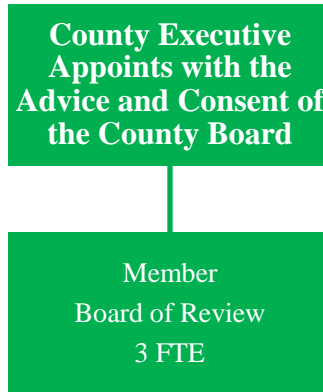 County Executive
Appoints with the
Advice and Consent of
the County Board
Member
Board of Review
3 FTE